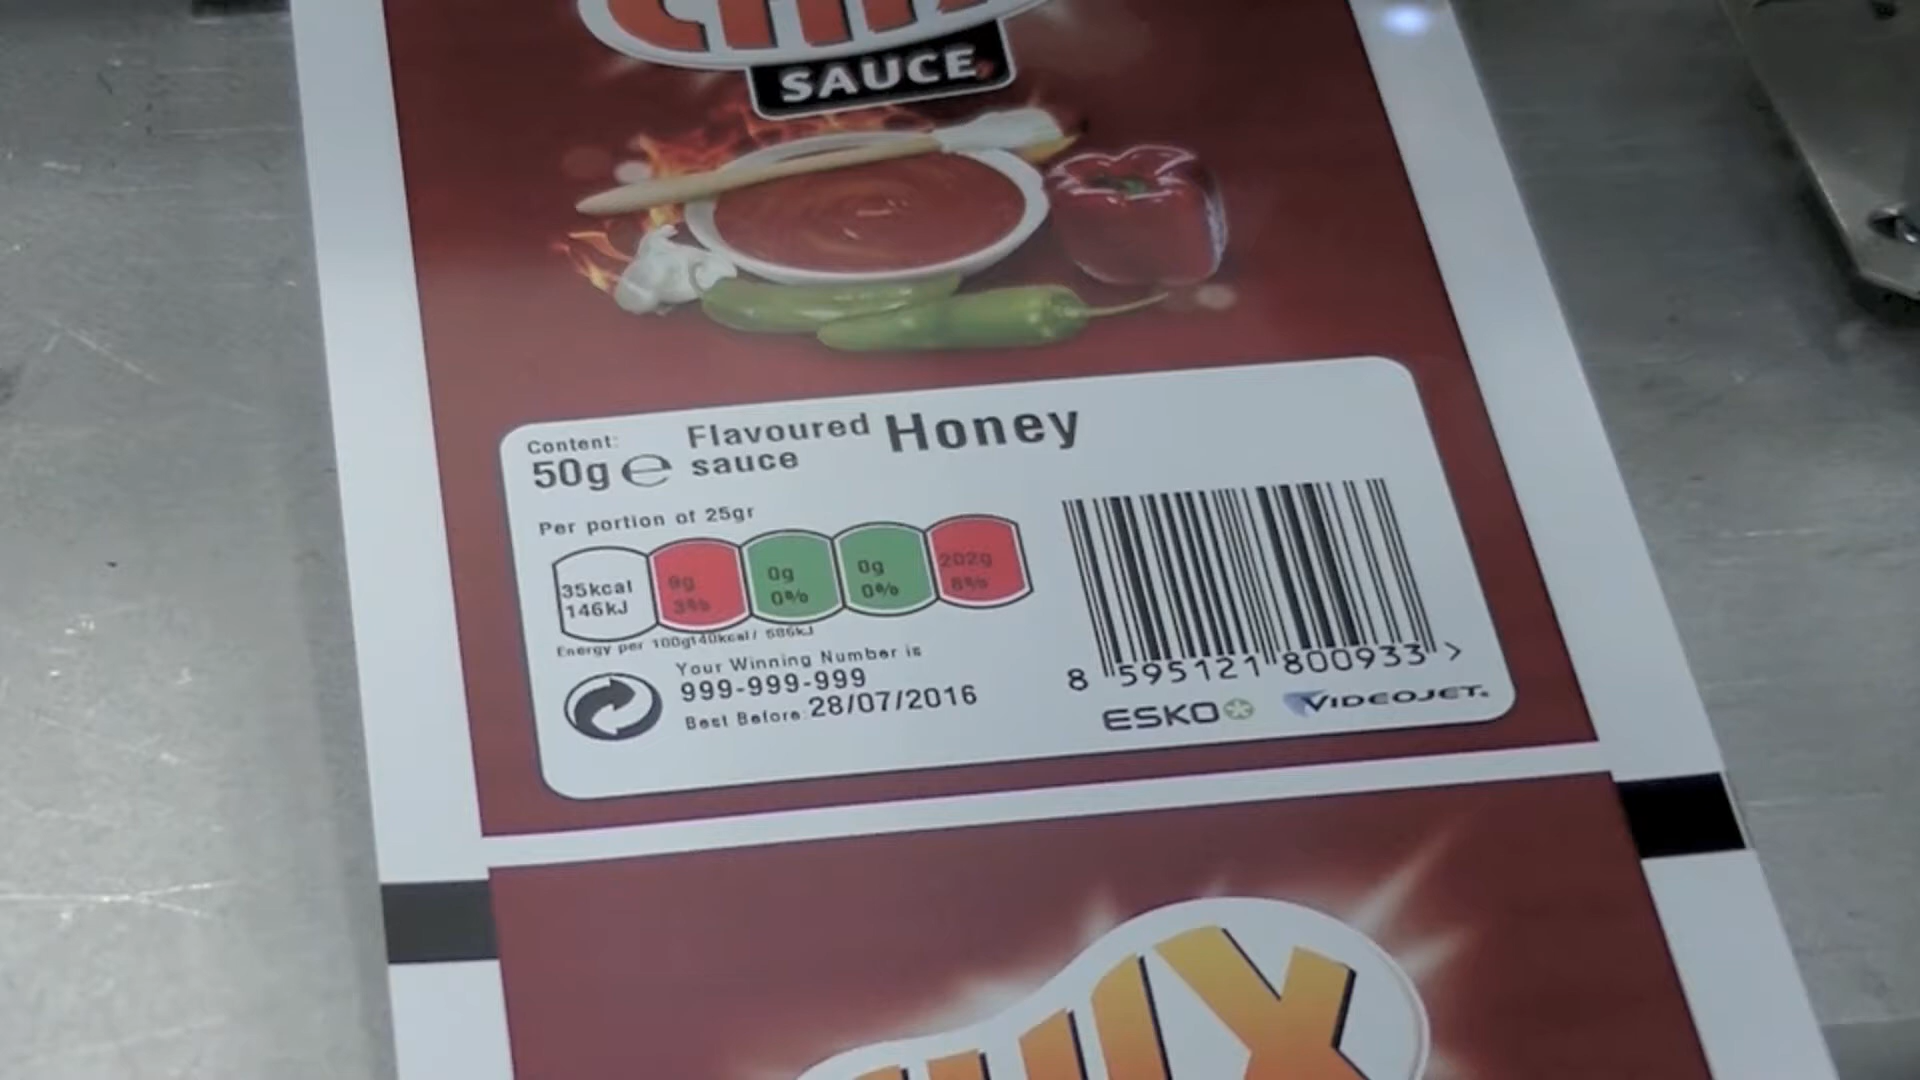 SAUCE
Content:
50g e
Flavoured
sauce
Honey
Per portion of 25gr
35kcal
146kJ
9g
3%
0g
0%
0g
0%
202g
8%
Energy per 100g140kcal/ 586kJ
Your Winning Number is
999-999-999
Best Before: 28/07/2016
8 595121 800933 >
ESKO
VIDEOJET.